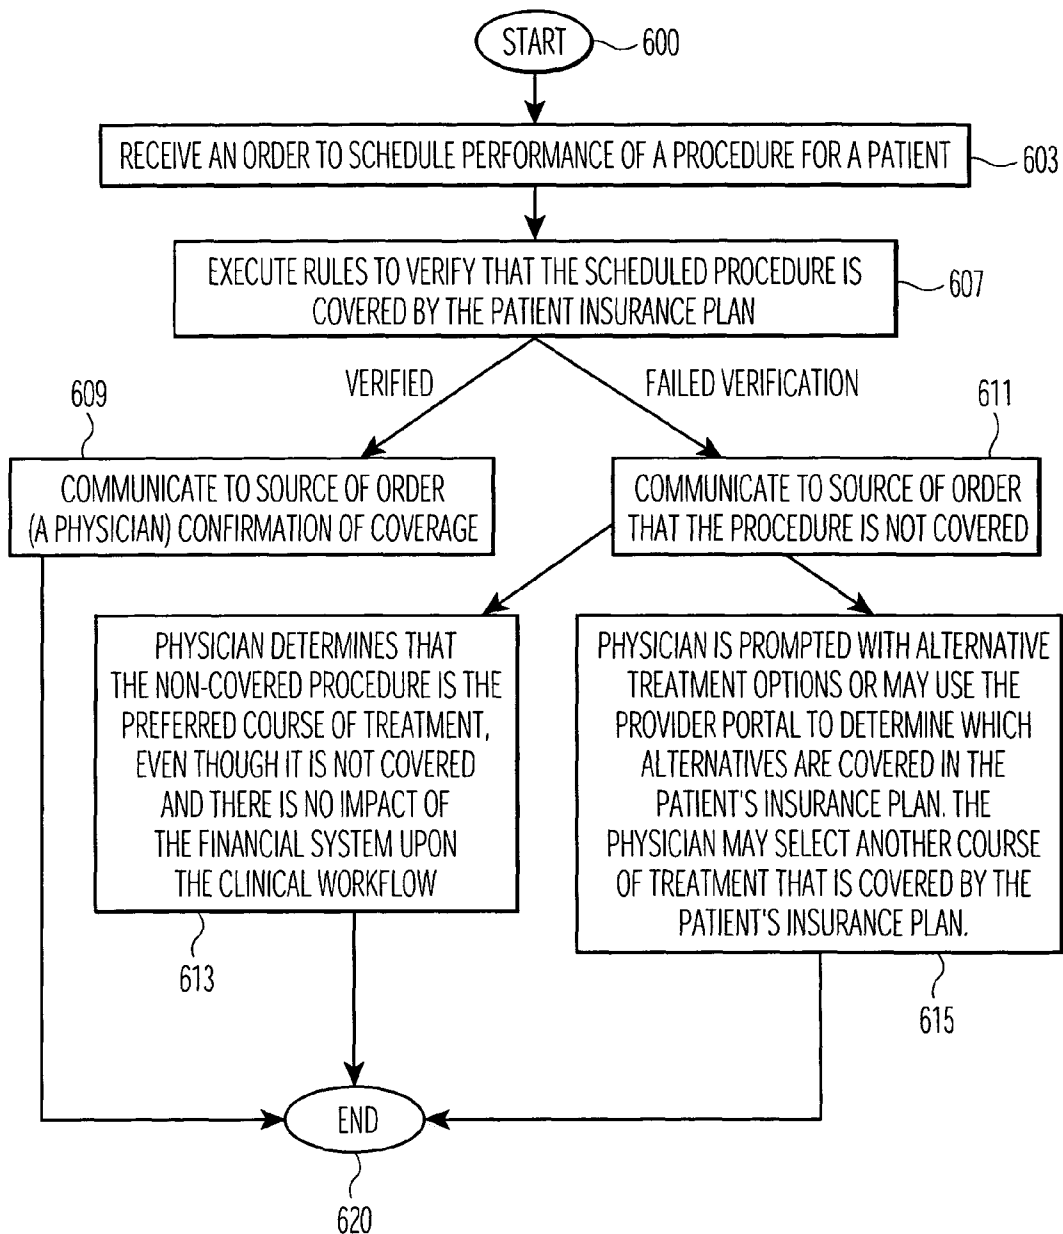 START
600
RECEIVE AN ORDER TO SCHEDULE PERFORMANCE OF A PROCEDURE FOR A PATIENT
603
EXECUTE RULES TO VERIFY THAT THE SCHEDULED PROCEDURE IS
COVERED BY THE PATIENT INSURANCE PLAN
607
VERIFIED
FAILED VERIFICATION
609
611
COMMUNICATE TO SOURCE OF ORDER
(A PHYSICIAN) CONFIRMATION OF COVERAGE
COMMUNICATE TO SOURCE OF ORDER
THAT THE PROCEDURE IS NOT COVERED
PHYSICIAN DETERMINES THAT
THE NON-COVERED PROCEDURE IS THE
PREFERRED COURSE OF TREATMENT,
EVEN THOUGH IT IS NOT COVERED
AND THERE IS NO IMPACT OF
THE FINANCIAL SYSTEM UPON
THE CLINICAL WORKFLOW
613
PHYSICIAN IS PROMPTED WITH ALTERNATIVE
TREATMENT OPTIONS OR MAY USE THE
PROVIDER PORTAL TO DETERMINE WHICH
ALTERNATIVES ARE COVERED IN THE
PATIENT'S INSURANCE PLAN. THE
PHYSICIAN MAY SELECT ANOTHER COURSE
OF TREATMENT THAT IS COVERED BY THE
PATIENT'S INSURANCE PLAN.
615
END
620